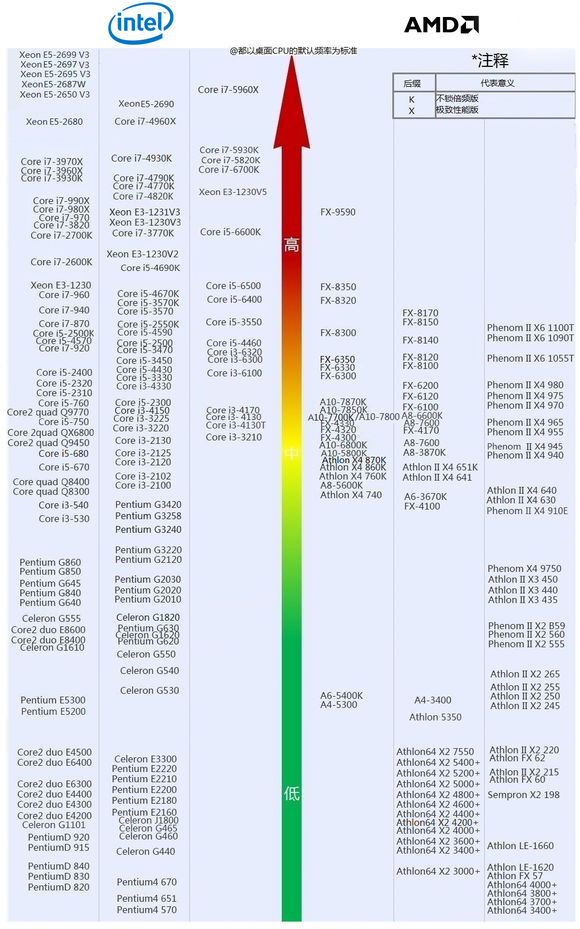 intel
AMD
@都以桌面CPU的默认频率为标准
*注释
后缀 代表意义
K 不锁倍频版
X 极致性能版
高
中
低
Xeon E5-2699 V3
Xeon E5-2697 V3
Xeon E5-2695 V3
Xeon E5-2687W
Xeon E5-2650 V3
Xeon E5-2680
Core i7-3970X
Core i7-3960X
Core i7-3930K
Core i7-990X
Core i7-980X
Core i7-970
Core i7-3820
Core i7-2700K
Core i7-2600K
Xeon E3-1230
Core i7-960
Core i7-940
Core i7-870
Core i5-2500K
Core i5-4570
Core i7-920
Core i5-2400
Core i5-2320
Core i5-2310
Core i5-760
Core2 quad Q9770
Core i5-750
Core 2quad QX6800
Core2 quad Q9450
Core i5-680
Core i5-670
Core quad Q8400
Core quad Q8300
Core i3-540
Core i3-530
Pentium G860
Pentium G850
Pentium G645
Pentium G840
Pentium G640
Celeron G555
Core2 duo E8600
Core2 duo E8400
Celeron G1610
Pentium E5300
Pentium E5200
Core2 duo E4500
Core2 duo E6400
Core2 duo E6300
Core2 duo E4400
Core2 duo E4300
Core2 duo E4200
Celeron G1101
PentiumD 920
PentiumD 915
PentiumD 840
PentiumD 830
PentiumD 820
XeonE5-2690
Core i7-4960X
Core i7-4930K
Core i7-4790K
Core i7-4770K
Core i7-4820K
Xeon E3-1231V3
Xeon E3-1230V3
Core i7-3770K
Xeon E3-1230V2
Core i5-4690K
Core i5-4670K
Core i5-3570K
Core i5-3570
Core i5-2550K
Core i5-4590
Core i5-2500
Core i5-3470
Core i5-3450
Core i5-4430
Core i5-3330
Core i3-4330
Core i5-2300
Core i3-4150
Core i3-3225
Core i3-3220
Core i3-2130
Core i3-2125
Core i3-2120
Core i3-2102
Core i3-2100
Pentium G3420
Pentium G3258
Pentium G3240
Pentium G3220
Pentium G2120
Pentium G2030
Pentium G2020
Pentium G2010
Celeron G1820
Pentium G630
Celeron G1620
Pentium G620
Celeron G550
Celeron G540
Celeron G530
Celeron E3300
Pentium E2220
Pentium E2210
Pentium E2200
Pentium E2180
Pentium E2160
Celeron J1800
Celeron G465
Celeron G460
Celeron G440
Pentium4 670
Pentium4 651
Pentium4 570
Core i7-5960X
Core i7-5930K
Core i7-5820K
Core i7-6700K
Xeon E3-1230V5
Core i5-6600K
Core i5-6500
Core i5-6400
Core i5-3550
Core i5-4460
Core i3-6320
Core i3-6300
Core i3-6100
Core i3-4170
Core i3- 4130
Core i3-4130T
Core i3-3210
FX-9590
FX-8350
FX-8320
FX-8300
FX-6350
FX-6330
FX-6300
A10-7870K
A10-7850K
A10-7700K
A10-7800
FX-4330
FX-4320
FX-4300
A10-6800K
A10-5800K
Athlon X4 870K
Athlon X4 860K
Athlon X4 760K
A8-5600K
Athlon X4 740
A6-5400K
A4-5300
FX-8170
FX-8150
FX-8140
FX-8120
FX-8100
FX-6200
FX-6120
FX-6100
A8-6600K
A8-7600
FX-4170
A8-7600
A8-3870K
Athlon II X4 651K
Athlon II X4 641
A6-3670K
FX-4100
A4-3400
Athlon 5350
Athlon64 X2 7550
Athlon64 X2 5400+
Athlon64 X2 5200+
Athlon64 X2 5000+
Athlon64 X2 4800+
Athlon64 X2 4600+
Athlon64 X2 4400+
Athlon64 X2 4200+
Athlon64 X2 4000+
Athlon64 X2 3600+
Athlon64 X2 3400+
Athlon64 X2 3000+
Phenom II X6 1100T
Phenom II X6 1090T
Phenom II X6 1055T
Phenom II X4 980
Phenom II X4 975
Phenom II X4 970
Phenom II X4 965
Phenom II X4 955
Phenom II X4 945
Phenom II X4 940
Athlon II X4 640
Athlon II X4 630
Phenom II X4 910E
Phenom X4 9750
Athlon II X3 450
Athlon II X3 440
Athlon II X3 435
Phenom II X2 B59
Phenom II X2 560
Phenom II X2 555
Athlon II X2 265
Athlon II X2 255
Athlon II X2 250
Athlon II X2 245
Athlon II X2 220
Athlon FX 62
Athlon II X2 215
Athlon FX 60
Sempron X2 198
Athlon LE-1660
Athlon LE-1620
Athlon FX 57
Athlon64 4000+
Athlon64 3800+
Athlon64 3700+
Athlon64 3400+